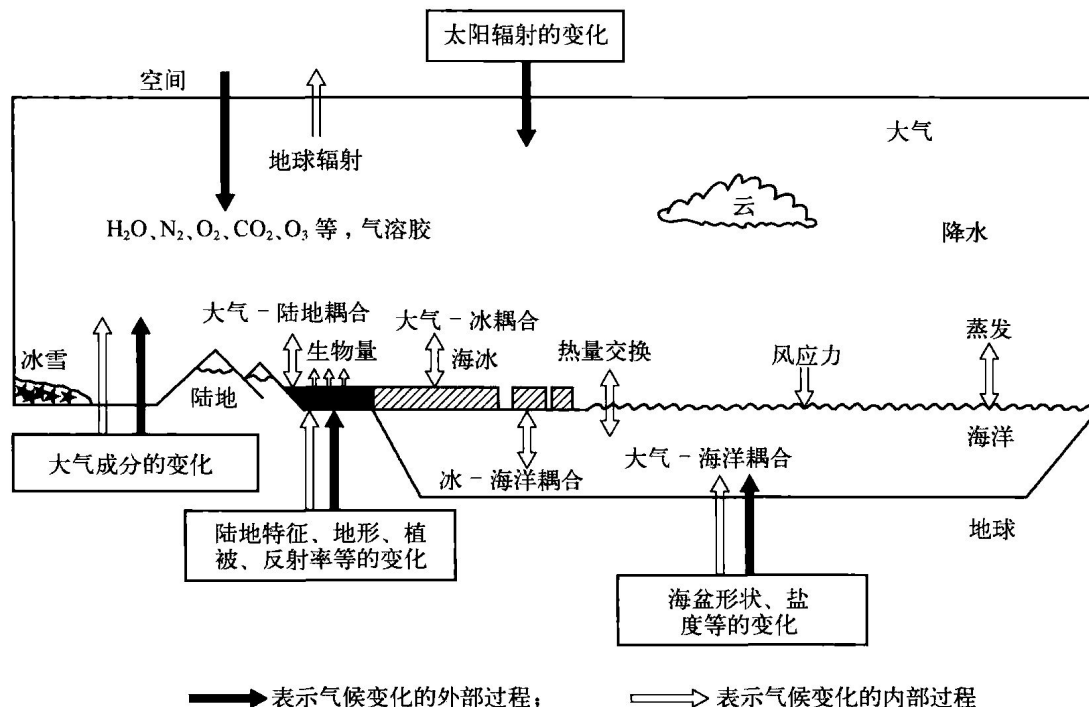 太阳辐射的变化
空间
大气
地球辐射
云
H₂O、N₂、O₂、CO₂、O₃ 等，气溶胶
降水
大气－陆地耦合
大气－冰耦合
蒸发
冰雪
生物量
海冰
热量交换
风应力
陆地
海洋
大气成分的变化
冰－海洋耦合
大气－海洋耦合
陆地特征、地形、植
被、反射率等的变化
地球
海盆形状、盐
度等的变化
表示气候变化的外部过程；
表示气候变化的内部过程